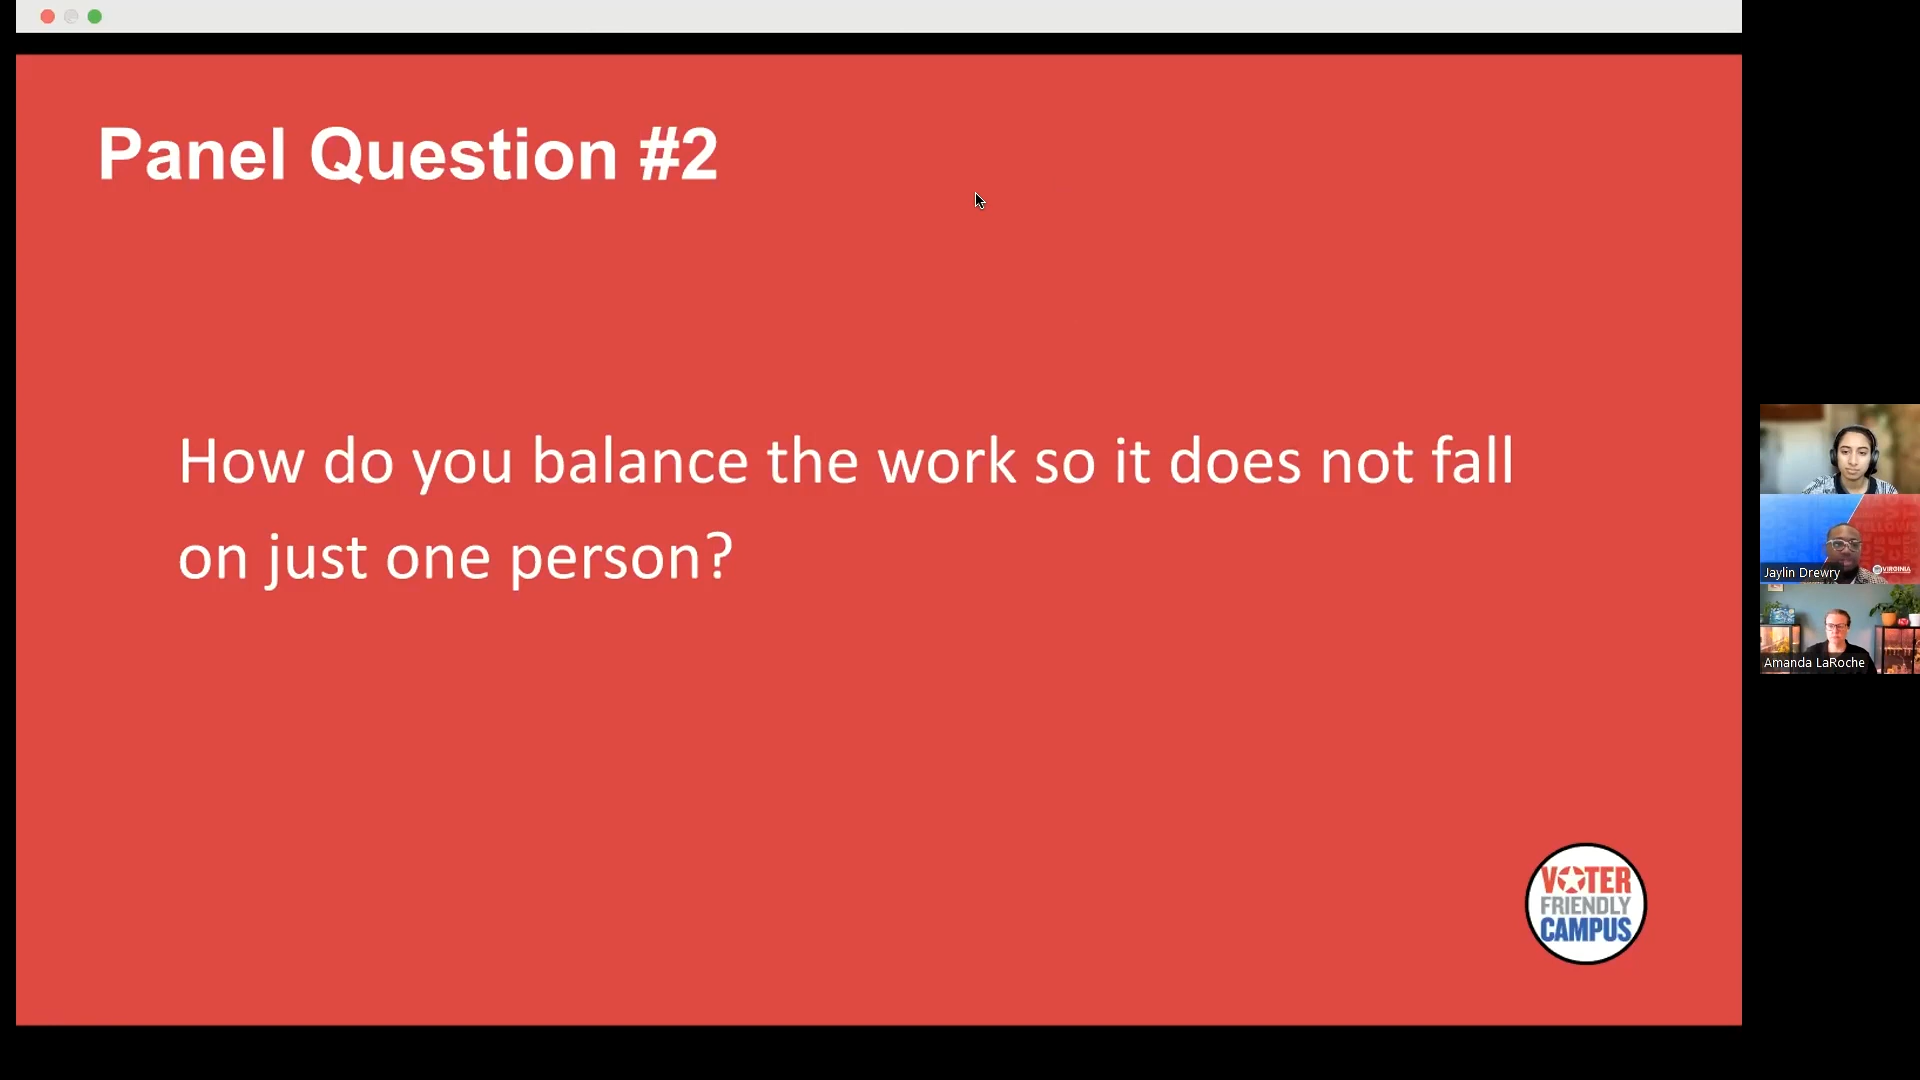 Panel Question #2
How do you balance the work so it does not fall
on just one person?
VOTER
FRIENDLY
CAMPUS
Jaylin Drewry
VIRGINIA
Amanda LaRoche